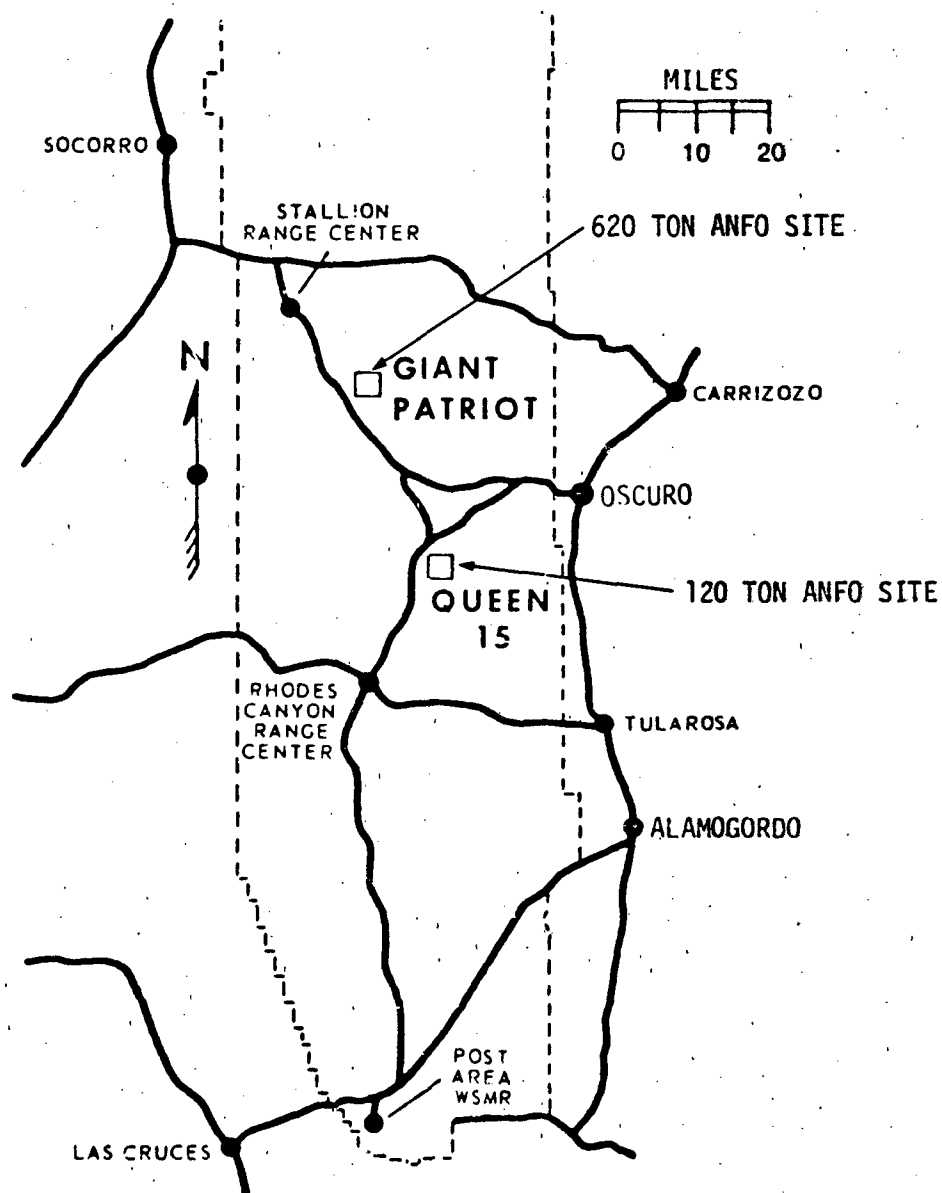 MILES
0 10 20
SOCORRO
STALLION
RANGE CENTER
620 TON ANFO SITE
N
GIANT
PATRIOT
CARRIZOZO
OSCURO
120 TON ANFO SITE
QUEEN
15
RHODES
CANYON
RANGE
CENTER
TULAROSA
ALAMOGORDO
POST
AREA
WSMR
LAS CRUCES